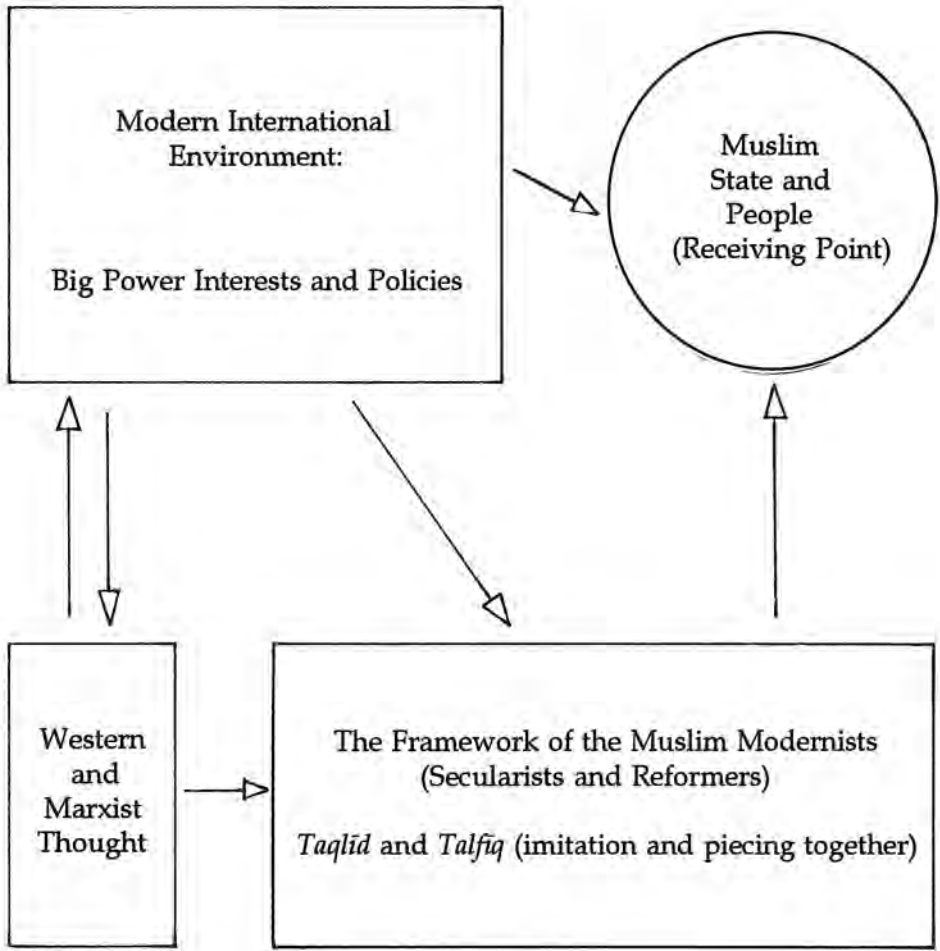 Modern International
Environment:
Big Power Interests and Policies
Muslim
State and
People
(Receiving Point)
Western
and
Marxist
Thought
The Framework of the Muslim Modernists
(Secularists and Reformers)
Taqlīd and Talfīq (imitation and piecing together)